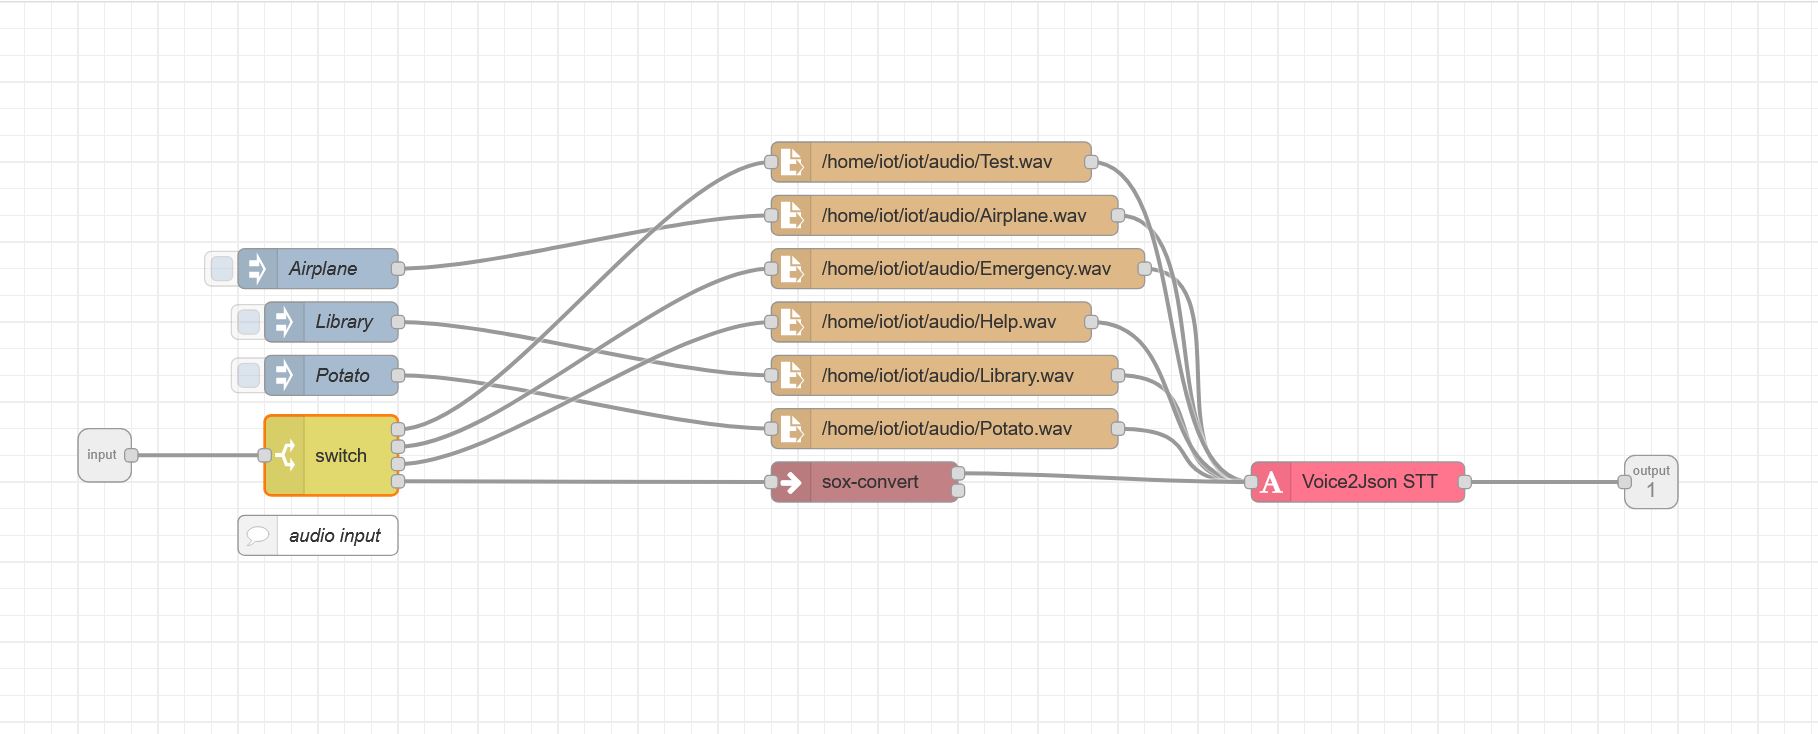 /home/iot/iot/audio/Test.wav
/home/iot/iot/audio/Airplane.wav
Airplane
/home/iot/iot/audio/Emergency.wav
Library
/home/iot/iot/audio/Help.wav
Potato
/home/iot/iot/audio/Library.wav
/home/iot/iot/audio/Potato.wav
input
switch
sox-convert
A
Voice2Json STT
output
1
audio input